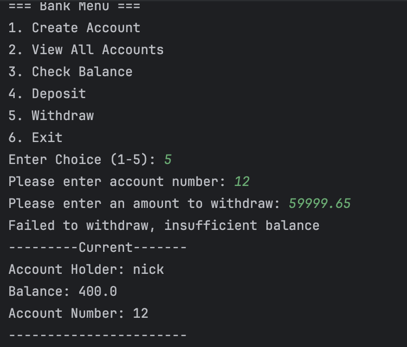 === Bank Menu ===
1. Create Account
2. View All Accounts
3. Check Balance
4. Deposit
5. Withdraw
6. Exit
Enter Choice (1-5): 5
Please enter account number: 12
Please enter an amount to withdraw: 59999.65
Failed to withdraw, insufficient balance
---------Current-------
Account Holder: nick
Balance: 400.0
Account Number: 12
-----------------------